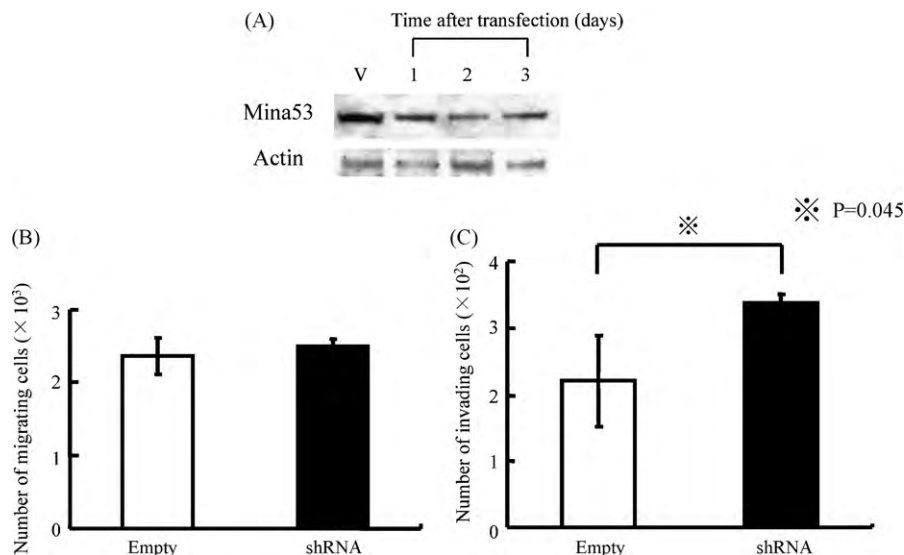 (A)
Time after transfection (days)
V 1 2 3
Mina53
Actin
(B)
Number of migrating cells (×10³)
3
2
1
0
Empty shRNA
(C)
※ P=0.045
※
Number of invading cells (×10²)
4
3
2
1
0
Empty shRNA